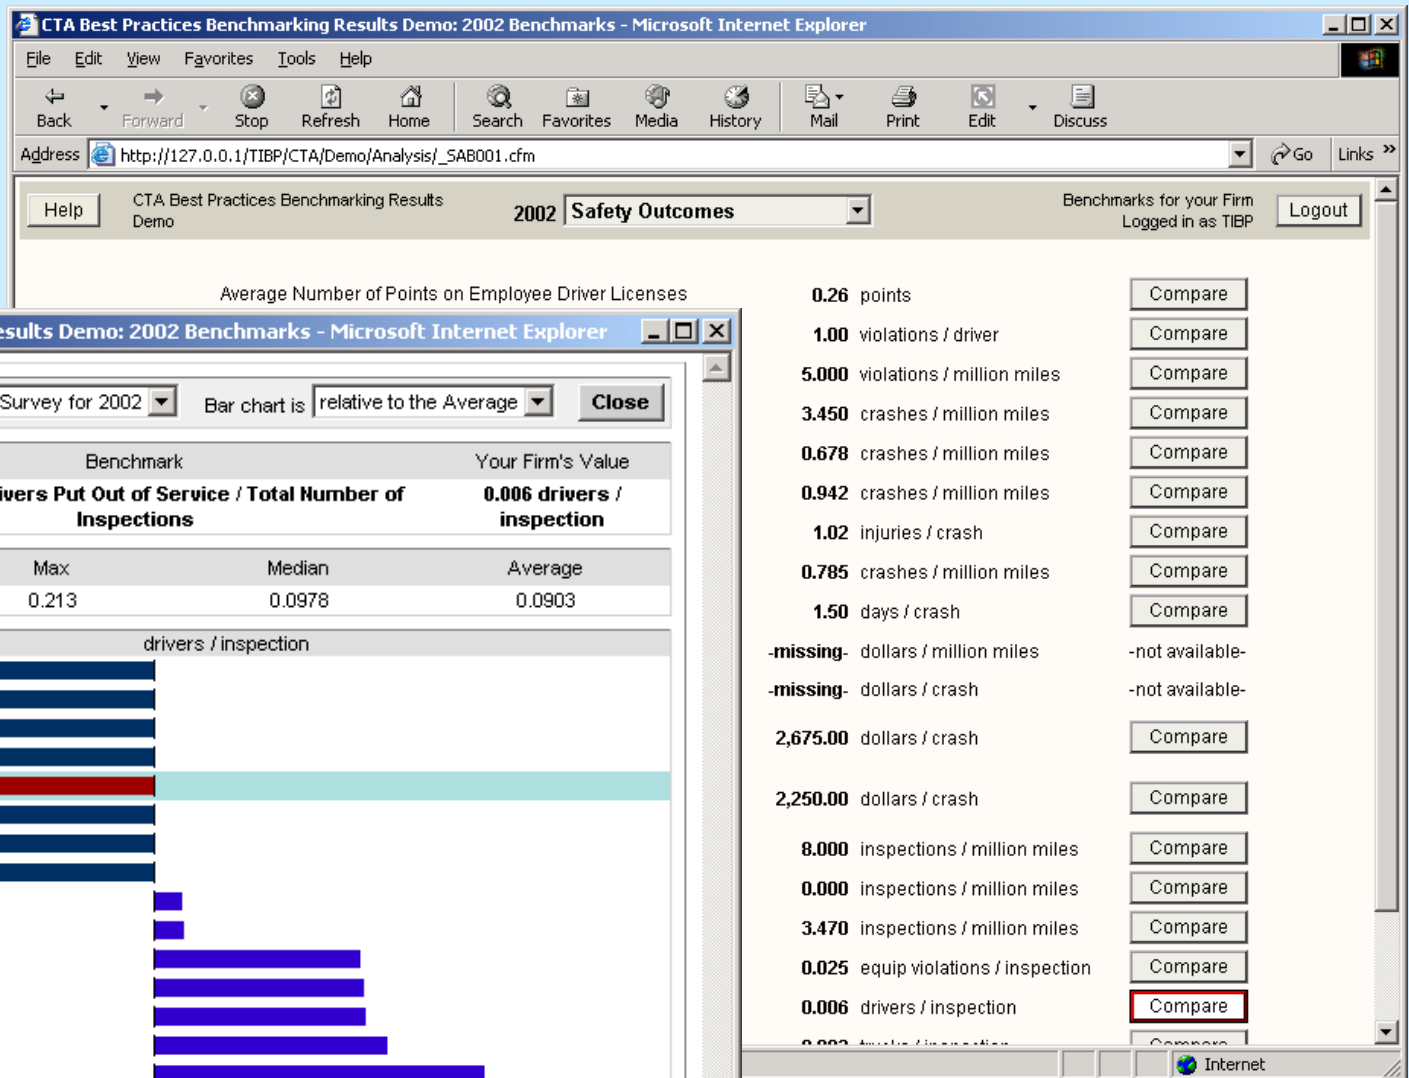 CTA Best Practices Benchmarking Results Demo: 2002 Benchmarks - Microsoft Internet Explorer
File Edit View Favorites Tools Help
Back Forward Stop Refresh Home Search Favorites Media History Mail Print Edit Discuss
Address http://127.0.0.1/TIBP/CTA/Demo/Analysis/_SAB001.cfm Go Links »
Help CTA Best Practices Benchmarking Results Demo 2002 Safety Outcomes Benchmarks for your Firm Logged in as TIBP Logout
Average Number of Points on Employee Driver Licenses 0.26 points Compare
1.00 violations / driver Compare
5.000 violations / million miles Compare
3.450 crashes / million miles Compare
0.678 crashes / million miles Compare
0.942 crashes / million miles Compare
1.02 injuries / crash Compare
0.785 crashes / million miles Compare
1.50 days / crash Compare
-missing- dollars / million miles -not available-
-missing- dollars / crash -not available-
2,675.00 dollars / crash Compare
2,250.00 dollars / crash Compare
8.000 inspections / million miles Compare
0.000 inspections / million miles Compare
3.470 inspections / million miles Compare
0.025 equip violations / inspection Compare
0.006 drivers / inspection Compare
Internet
esults Demo: 2002 Benchmarks - Microsoft Internet Explorer
Survey for 2002 Bar chart is relative to the Average Close
Benchmark Your Firm's Value
ivers Put Out of Service / Total Number of 0.006 drivers /
Inspections inspection
Max Median Average
0.213 0.0978 0.0903
drivers / inspection